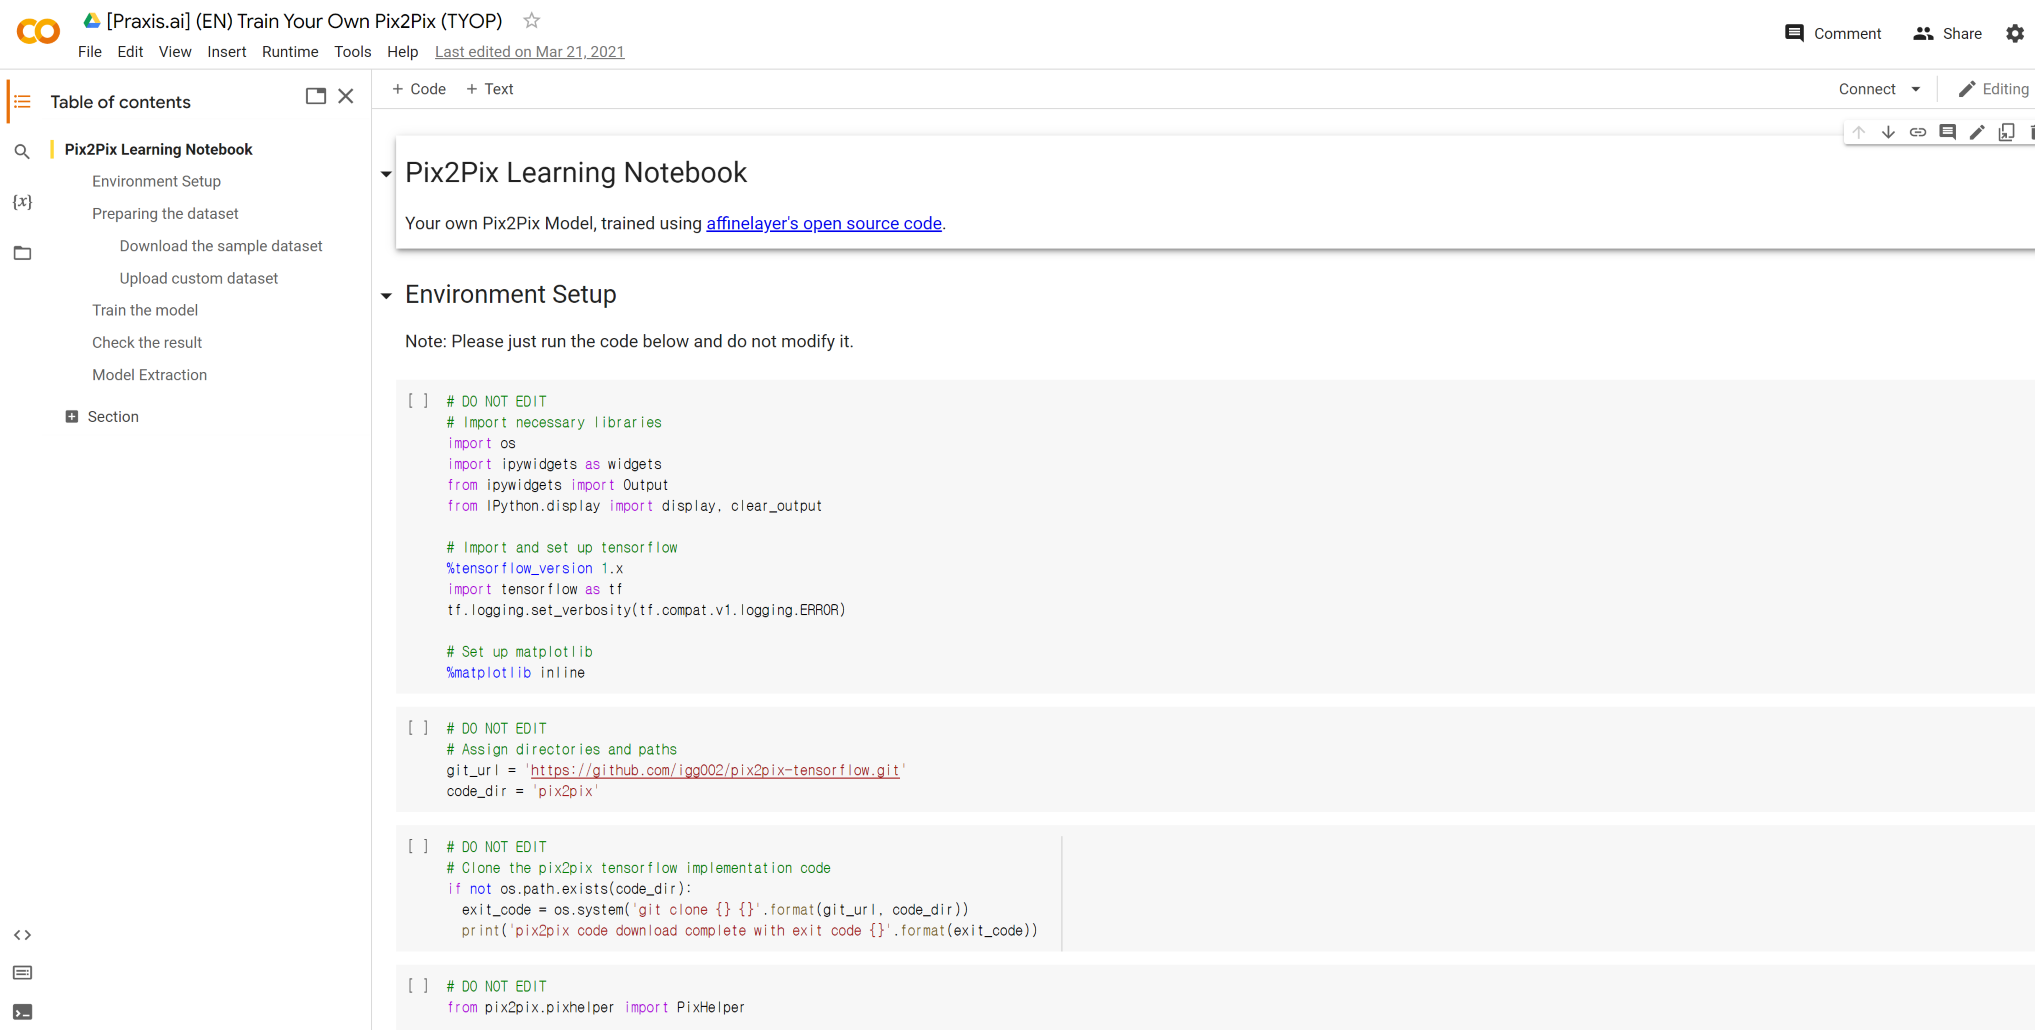 [Praxis.ai] (EN) Train Your Own Pix2Pix (TYOP)
File Edit View Insert Runtime Tools Help Last edited on Mar 21, 2021
Comment Share
Table of contents
Pix2Pix Learning Notebook
Environment Setup
Preparing the dataset
Download the sample dataset
Upload custom dataset
Train the model
Check the result
Model Extraction
Section
{x}
+ Code + Text
Connect Editing
Pix2Pix Learning Notebook
Your own Pix2Pix Model, trained using affinelayer's open source code.
Environment Setup
Note: Please just run the code below and do not modify it.
[ ] # DO NOT EDIT
# Import necessary libraries
import os
import ipywidgets as widgets
from ipywidgets import Output
from IPython.display import display, clear_output
# Import and set up tensorflow
%tensorflow_version 1.x
import tensorflow as tf
tf.logging.set_verbosity(tf.compat.v1.logging.ERROR)
# Set up matplotlib
%matplotlib inline
[ ] # DO NOT EDIT
# Assign directories and paths
git_url = 'https://github.com/igg002/pix2pix-tensorflow.git'
code_dir = 'pix2pix'
[ ] # DO NOT EDIT
# Clone the pix2pix tensorflow implementation code
if not os.path.exists(code_dir):
exit_code = os.system('git clone {} {}'.format(git_url, code_dir))
print('pix2pix code download complete with exit code {}'.format(exit_code))
[ ] # DO NOT EDIT
from pix2pix.pixhelper import PixHelper